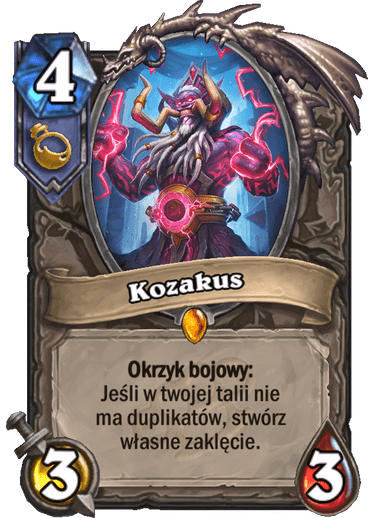 4
Kozakus
Okrzyk bojowy:
Jeśli w twojej talii nie
ma duplikatów, stwórz
własne zaklęcie.
3
3